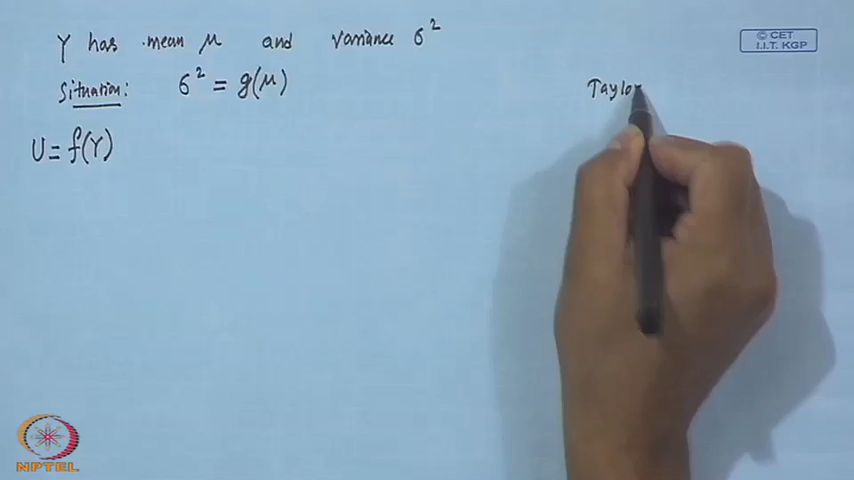 Y has mean μ and variance σ²
© CET
I.I.T. KGP
Situation: σ² = g(μ)
Taylor
U = f(Y)
NPTEL